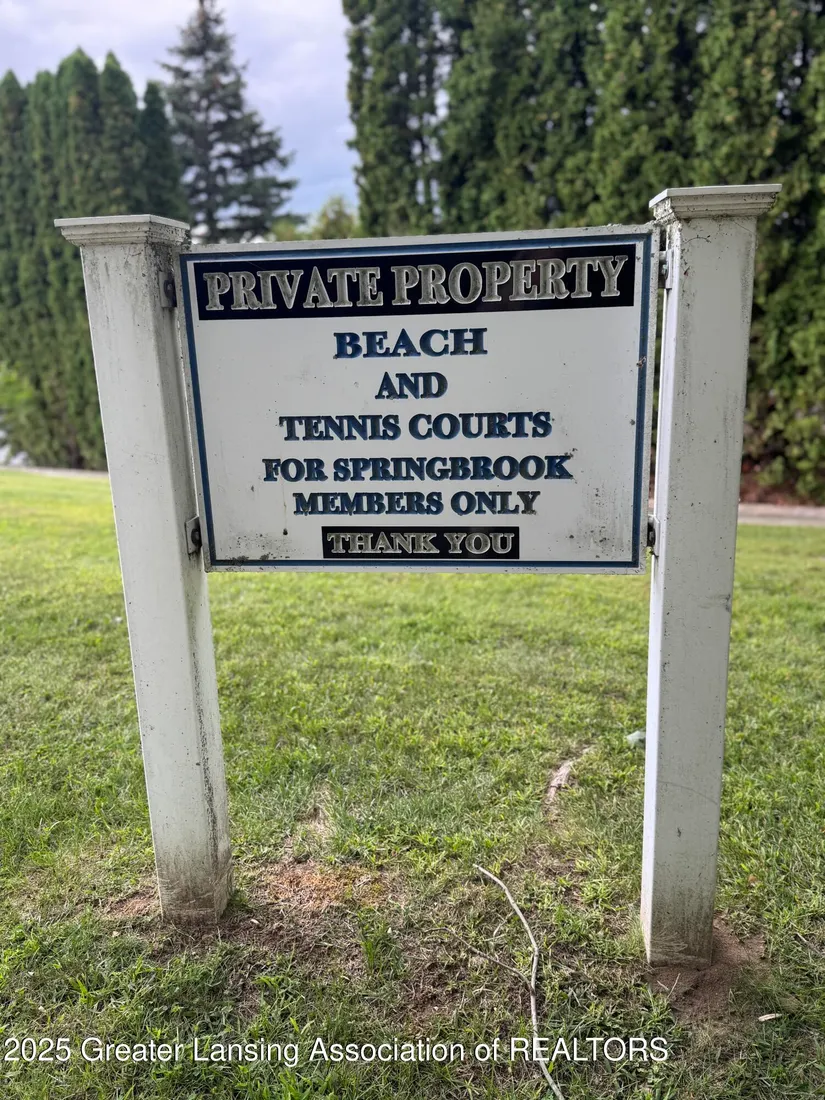 PRIVATE PROPERTY
BEACH
AND
TENNIS COURTS
FOR SPRINGBROOK
MEMBERS ONLY
THANK YOU
2025 Greater Lansing Association of REALTORS